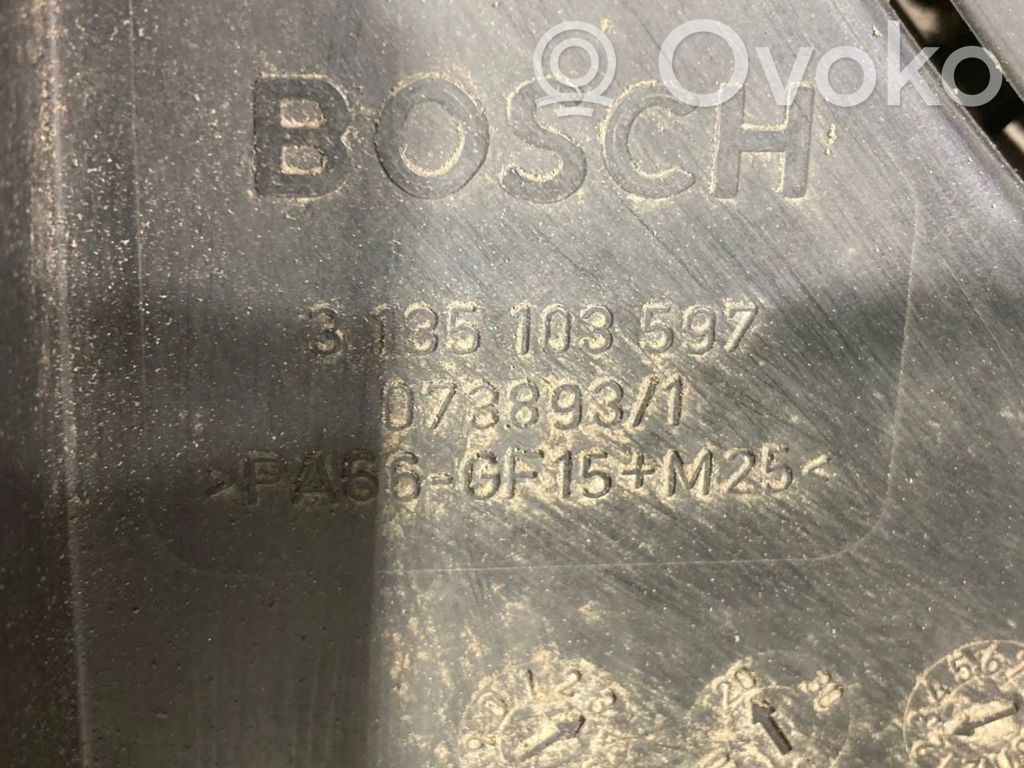 Ovoko
BOSCH
3 135 103 597
073893/1
>PA66-GF15+M25<